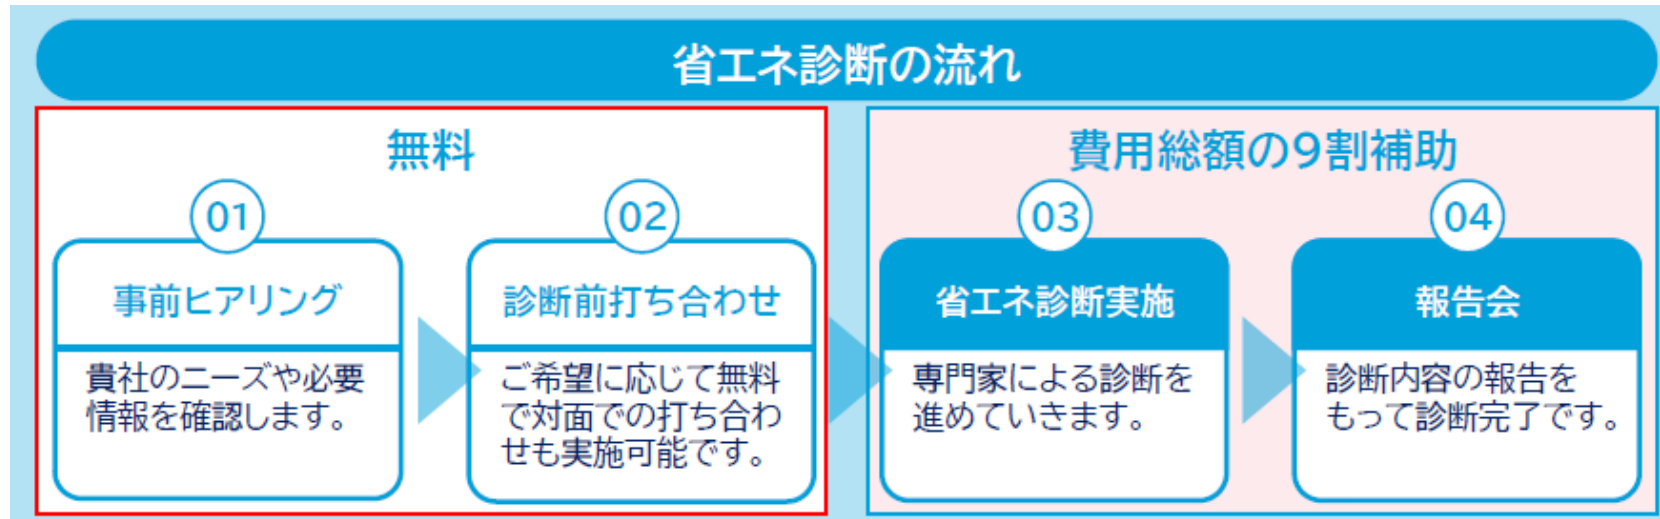 省エネ診断の流れ
無料
01
事前ヒアリング
貴社のニーズや必要
情報を確認します。
02
診断前打ち合わせ
ご希望に応じて無料
で対面での打ち合わ
せも実施可能です。
費用総額の9割補助
03
省エネ診断実施
専門家による診断を
進めていきます。
04
報告会
診断内容の報告を
もって診断完了です。